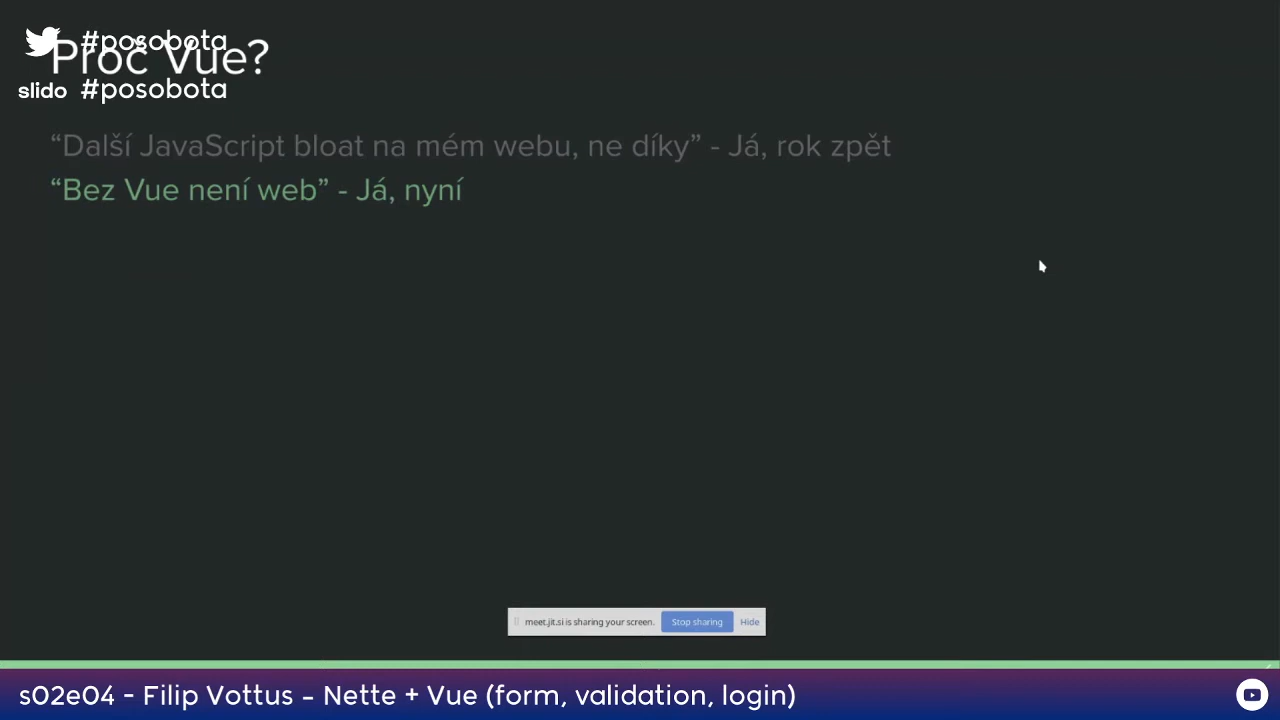 #posobota
Proč Vue?
slido #posobota
“Další JavaScript bloat na mém webu, ne díky” - Já, rok zpět
“Bez Vue není web” - Já, nyní
meet.jit.si is sharing your screen. Stop sharing Hide
s02e04 - Filip Vottus – Nette + Vue (form, validation, login)